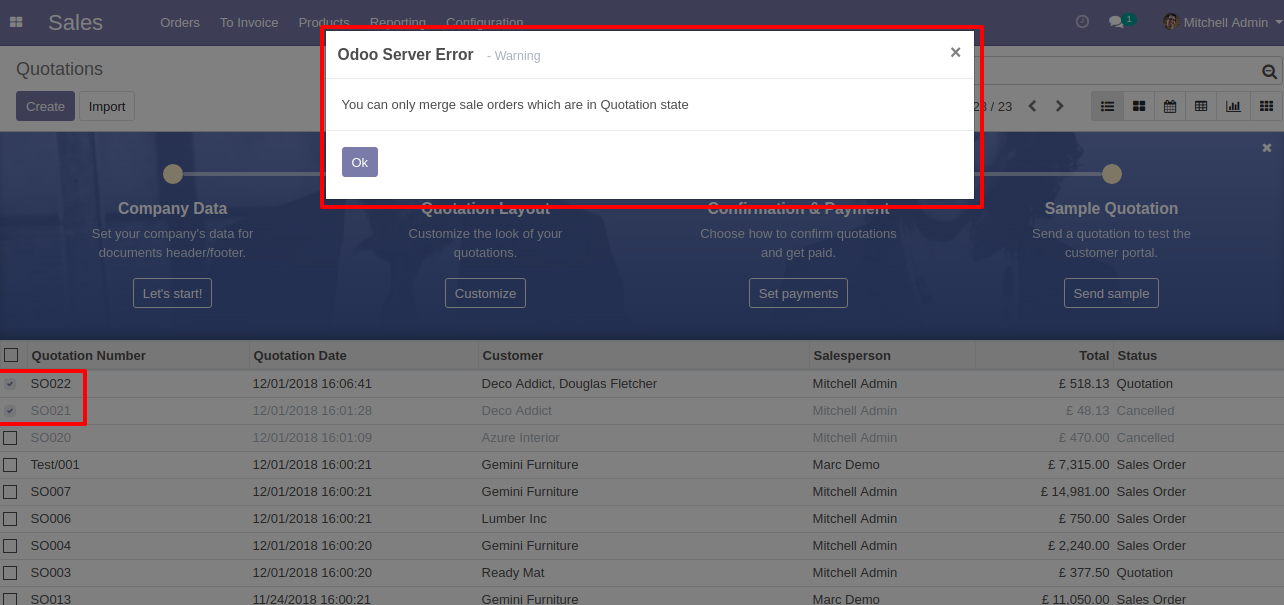 Sales Orders To Invoice Products Reporting Configuration 1 Mitchell Admin
Odoo Server Error - Warning ×
You can only merge sale orders which are in Quotation state
Ok
Quotations
Create Import
/ 23
Company Data Quotation Layout Confirmation & Payment Sample Quotation
Set your company's data for Customize the look of your Choose how to confirm quotations Send a quotation to test the
documents header/footer. quotations. and get paid. customer portal.
Let's start! Customize Set payments Send sample
Quotation Number Quotation Date Customer Salesperson Total Status
SO022 12/01/2018 16:06:41 Deco Addict, Douglas Fletcher Mitchell Admin £ 518.13 Quotation
SO021 12/01/2018 16:01:28 Deco Addict Mitchell Admin £ 48.13 Cancelled
SO020 12/01/2018 16:01:09 Azure Interior Mitchell Admin £ 470.00 Cancelled
Test/001 12/01/2018 16:00:21 Gemini Furniture Marc Demo £ 7,315.00 Sales Order
SO007 12/01/2018 16:00:21 Gemini Furniture Mitchell Admin £ 14,981.00 Sales Order
SO006 12/01/2018 16:00:21 Lumber Inc Mitchell Admin £ 750.00 Sales Order
SO004 12/01/2018 16:00:20 Gemini Furniture Mitchell Admin £ 2,240.00 Sales Order
SO003 12/01/2018 16:00:20 Ready Mat Mitchell Admin £ 377.50 Quotation
SO013 11/24/2018 16:00:21 Gemini Furniture Marc Demo £ 11,050.00 Sales Order